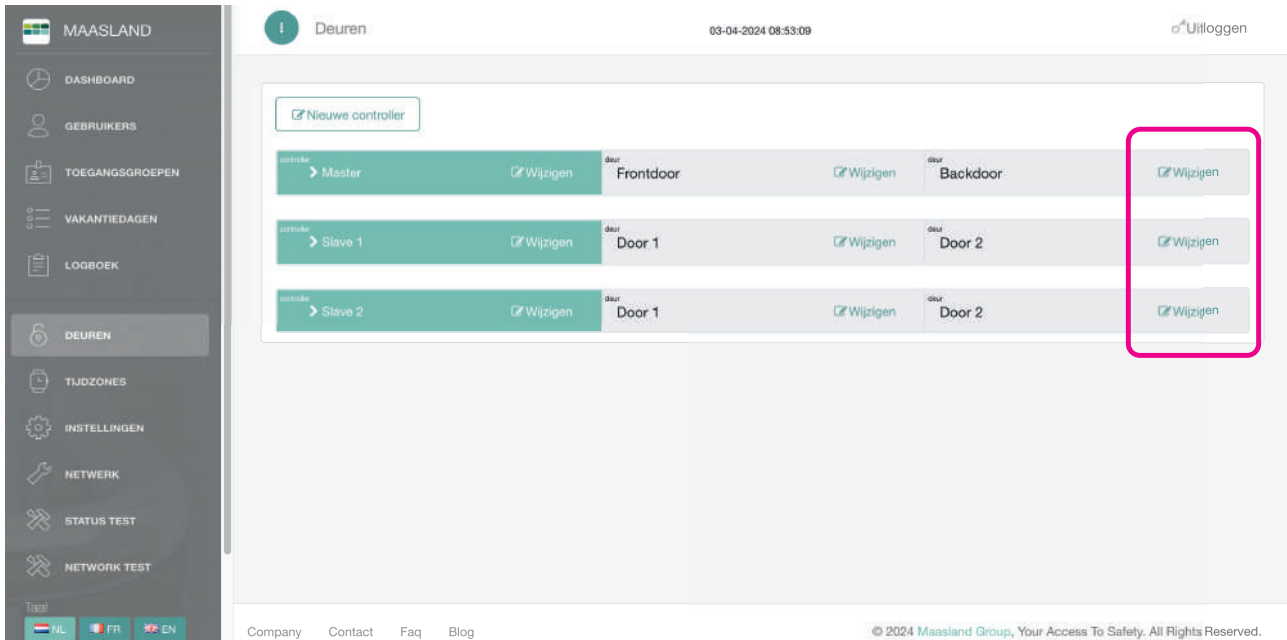 MAASLAND
DASHBOARD
GEBRUIKERS
TOEGANGSGROEPEN
VAKANTIEDAGEN
LOGBOEK
DEUREN
TIJDZONES
INSTELLINGEN
NETWERK
STATUS TEST
NETWORK TEST
Taal
NL FR EN
Deuren 03-04-2024 08:53:09 Uitloggen
Nieuwe controller
controller deur deur
Master Wijzigen Frontdoor Wijzigen Backdoor Wijzigen
controller deur deur
Slave 1 Wijzigen Door 1 Wijzigen Door 2 Wijzigen
controller deur deur
Slave 2 Wijzigen Door 1 Wijzigen Door 2 Wijzigen
Company Contact Faq Blog © 2024 Maasland Group, Your Access To Safety. All Rights Reserved.